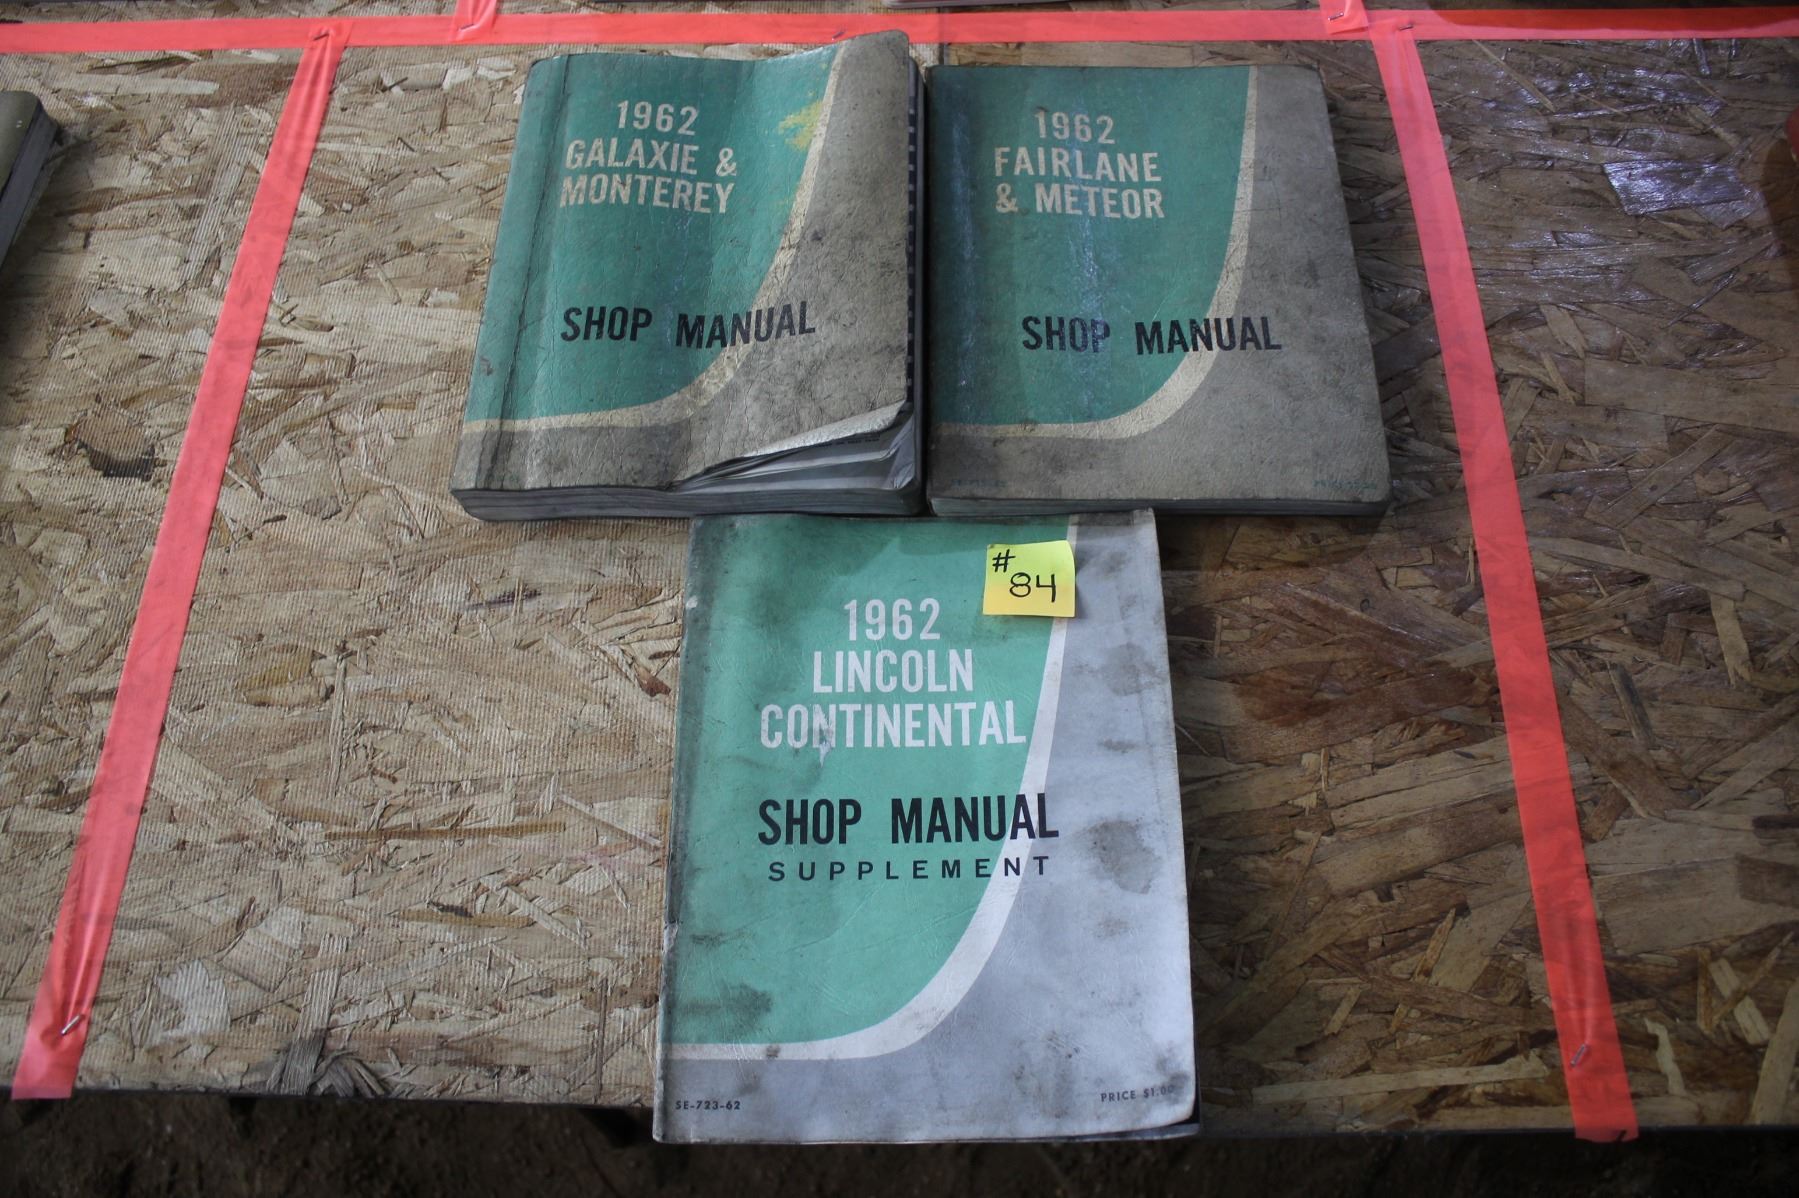 1962
GALAXIE &
MONTEREY
SHOP MANUAL
1962
FAIRLANE
& METEOR
SHOP MANUAL
#
84
1962
LINCOLN
CONTINENTAL
SHOP MANUAL
SUPPLEMENT
SE-723-62
PRICE $1.00